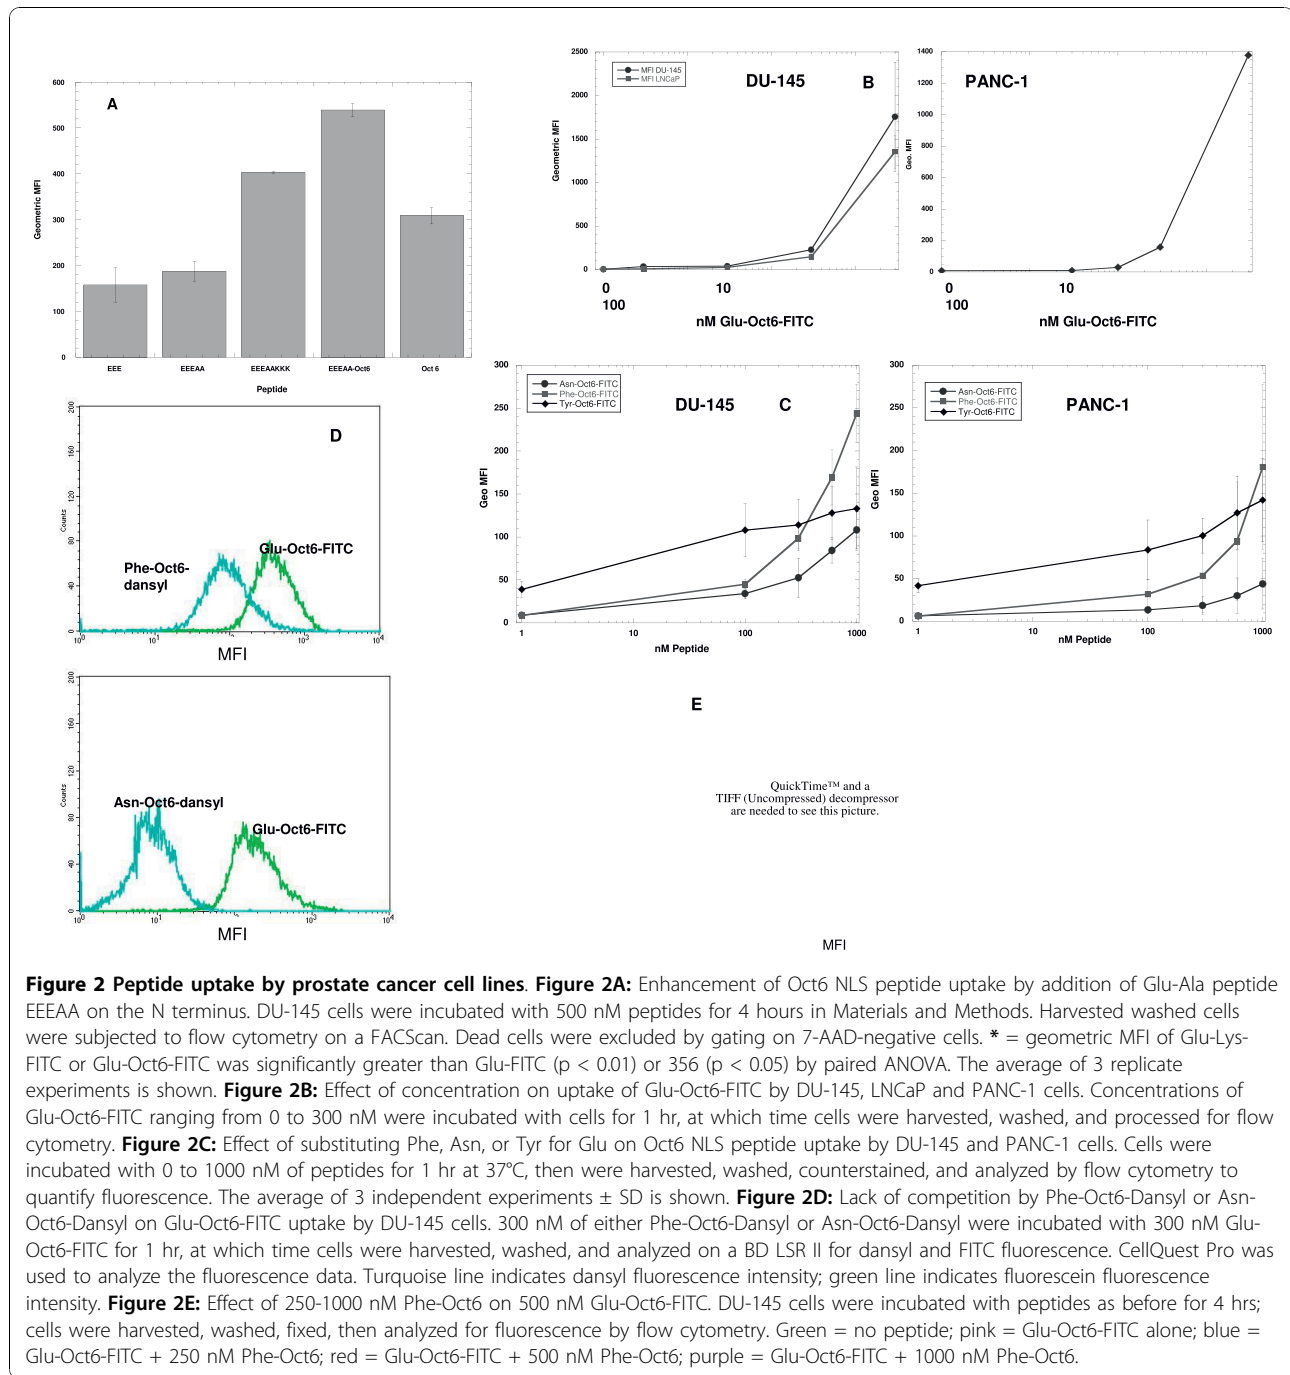 A
600
500
400
300
200
100
0
Geometric MFI
EEE
EEEAA
EEEAAKKK
EEEAA-Oct6
Oct 6
Peptide
MFI DU-145
MFI LNCaP
DU-145
B
2500
2000
1500
1000
500
0
Geometric MFI
0
10
100
nM Glu-Oct6-FITC
PANC-1
1400
1200
1000
800
600
400
200
0
Geo. MFI
0
10
100
nM Glu-Oct6-FITC
Asn-Oct6-FITC
Phe-Oct6-FITC
Tyr-Oct6-FITC
DU-145
C
300
250
200
150
100
50
0
Geo MFI
1
10
100
1000
nM Peptide
Asn-Oct6-FITC
Phe-Oct6-FITC
Tyr-Oct6-FITC
PANC-1
300
250
200
150
100
50
0
Geo MFI
1
10
100
1000
nM Peptide
D
200
160
120
80
40
0
Counts
Glu-Oct6-FITC
Phe-Oct6-
dansyl
10⁰
10¹
10²
10³
10⁴
MFI
200
160
120
80
40
0
Counts
Asn-Oct6-dansyl
Glu-Oct6-FITC
10⁰
10¹
10²
10³
10⁴
MFI
E
QuickTime™ and a
TIFF (Uncompressed) decompressor
are needed to see this picture.
MFI
Figure 2 Peptide uptake by prostate cancer cell lines. Figure 2A: Enhancement of Oct6 NLS peptide uptake by addition of Glu-Ala peptide
EEEAA on the N terminus. DU-145 cells were incubated with 500 nM peptides for 4 hours in Materials and Methods. Harvested washed cells
were subjected to flow cytometry on a FACScan. Dead cells were excluded by gating on 7-AAD-negative cells. * = geometric MFI of Glu-Lys-
FITC or Glu-Oct6-FITC was significantly greater than Glu-FITC (p < 0.01) or 356 (p < 0.05) by paired ANOVA. The average of 3 replicate
experiments is shown. Figure 2B: Effect of concentration on uptake of Glu-Oct6-FITC by DU-145, LNCaP and PANC-1 cells. Concentrations of
Glu-Oct6-FITC ranging from 0 to 300 nM were incubated with cells for 1 hr, at which time cells were harvested, washed, and processed for flow
cytometry. Figure 2C: Effect of substituting Phe, Asn, or Tyr for Glu on Oct6 NLS peptide uptake by DU-145 and PANC-1 cells. Cells were
incubated with 0 to 1000 nM of peptides for 1 hr at 37°C, then were harvested, washed, counterstained, and analyzed by flow cytometry to
quantify fluorescence. The average of 3 independent experiments ± SD is shown. Figure 2D: Lack of competition by Phe-Oct6-Dansyl or Asn-
Oct6-Dansyl on Glu-Oct6-FITC uptake by DU-145 cells. 300 nM of either Phe-Oct6-Dansyl or Asn-Oct6-Dansyl were incubated with 300 nM Glu-
Oct6-FITC for 1 hr, at which time cells were harvested, washed, and analyzed on a BD LSR II for dansyl and FITC fluorescence. CellQuest Pro was
used to analyze the fluorescence data. Turquoise line indicates dansyl fluorescence intensity; green line indicates fluorescein fluorescence
intensity. Figure 2E: Effect of 250-1000 nM Phe-Oct6 on 500 nM Glu-Oct6-FITC. DU-145 cells were incubated with peptides as before for 4 hrs;
cells were harvested, washed, fixed, then analyzed for fluorescence by flow cytometry. Green = no peptide; pink = Glu-Oct6-FITC alone; blue =
Glu-Oct6-FITC + 250 nM Phe-Oct6; red = Glu-Oct6-FITC + 500 nM Phe-Oct6; purple = Glu-Oct6-FITC + 1000 nM Phe-Oct6.